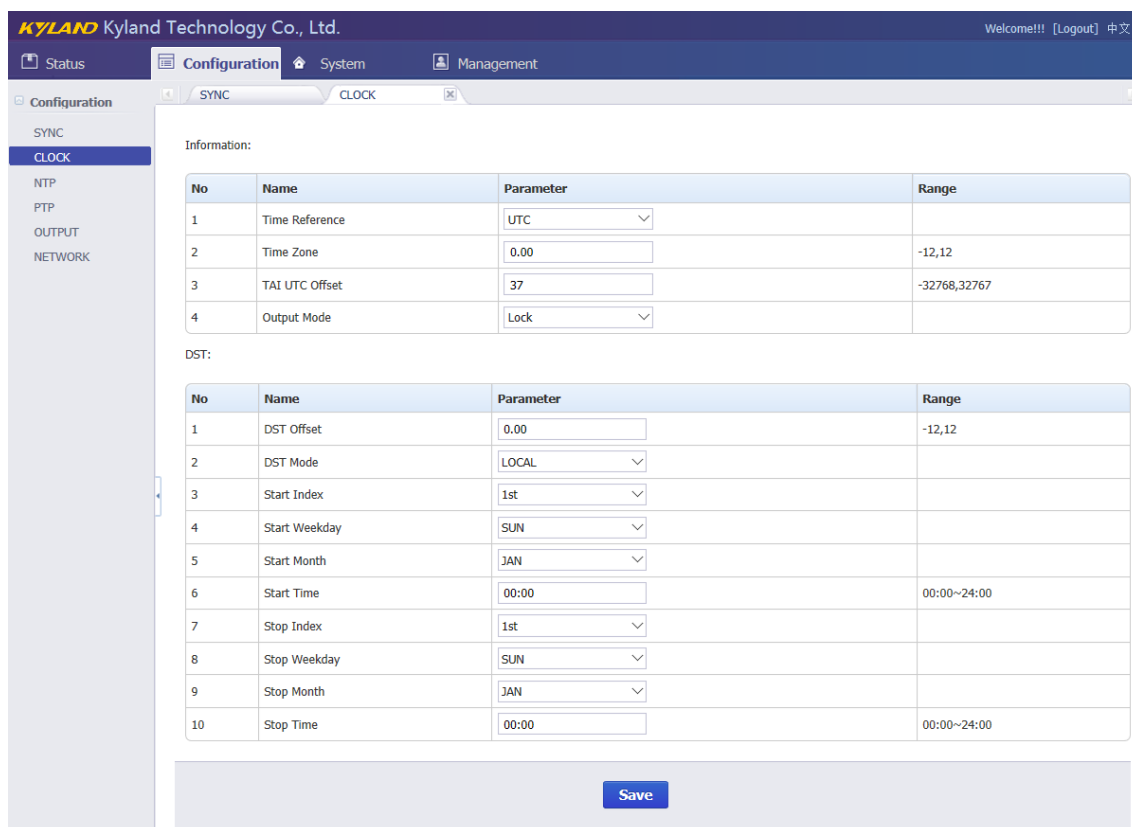 KYLAND Kyland Technology Co., Ltd. Welcome!!! [Logout] 中文
Status Configuration System Management
Configuration
SYNC
CLOCK
NTP
PTP
OUTPUT
NETWORK
SYNC CLOCK
Information:
No Name Parameter Range
1 Time Reference UTC
2 Time Zone 0.00 -12,12
3 TAI UTC Offset 37 -32768,32767
4 Output Mode Lock
DST:
No Name Parameter Range
1 DST Offset 0.00 -12,12
2 DST Mode LOCAL
3 Start Index 1st
4 Start Weekday SUN
5 Start Month JAN
6 Start Time 00:00 00:00~24:00
7 Stop Index 1st
8 Stop Weekday SUN
9 Stop Month JAN
10 Stop Time 00:00 00:00~24:00
Save